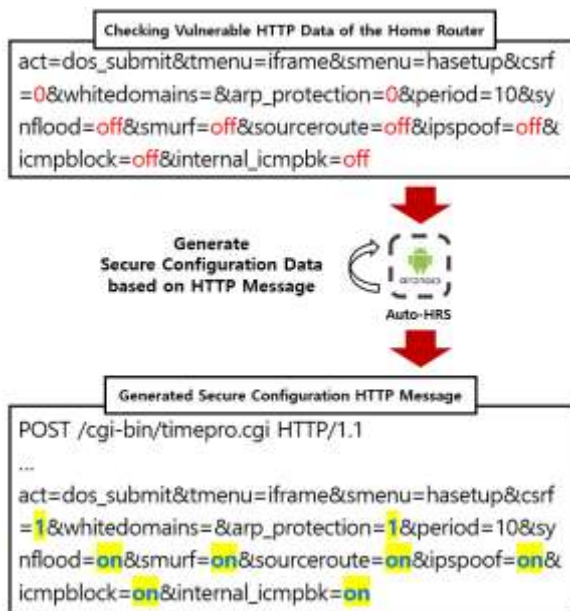 Checking Vulnerable HTTP Data of the Home Router
act=dos_submit&tmenu=iframe&smenu=hasetup&csrf
=0&whitedomains=&arp_protection=0&period=10&sy
nflood=off&smurf=off&sourceroute=off&ipspoof=off&
icmpblock=off&internal_icmpbk=off
Generate
Secure Configuration Data
based on HTTP Message
Auto-HRS
Generated Secure Configuration HTTP Message
POST /cgi-bin/timepro.cgi HTTP/1.1
...
act=dos_submit&tmenu=iframe&smenu=hasetup&csrf
=1&whitedomains=&arp_protection=1&period=10&sy
nflood=on&smurf=on&sourceroute=on&ipspoof=on&
icmpblock=on&internal_icmpbk=on